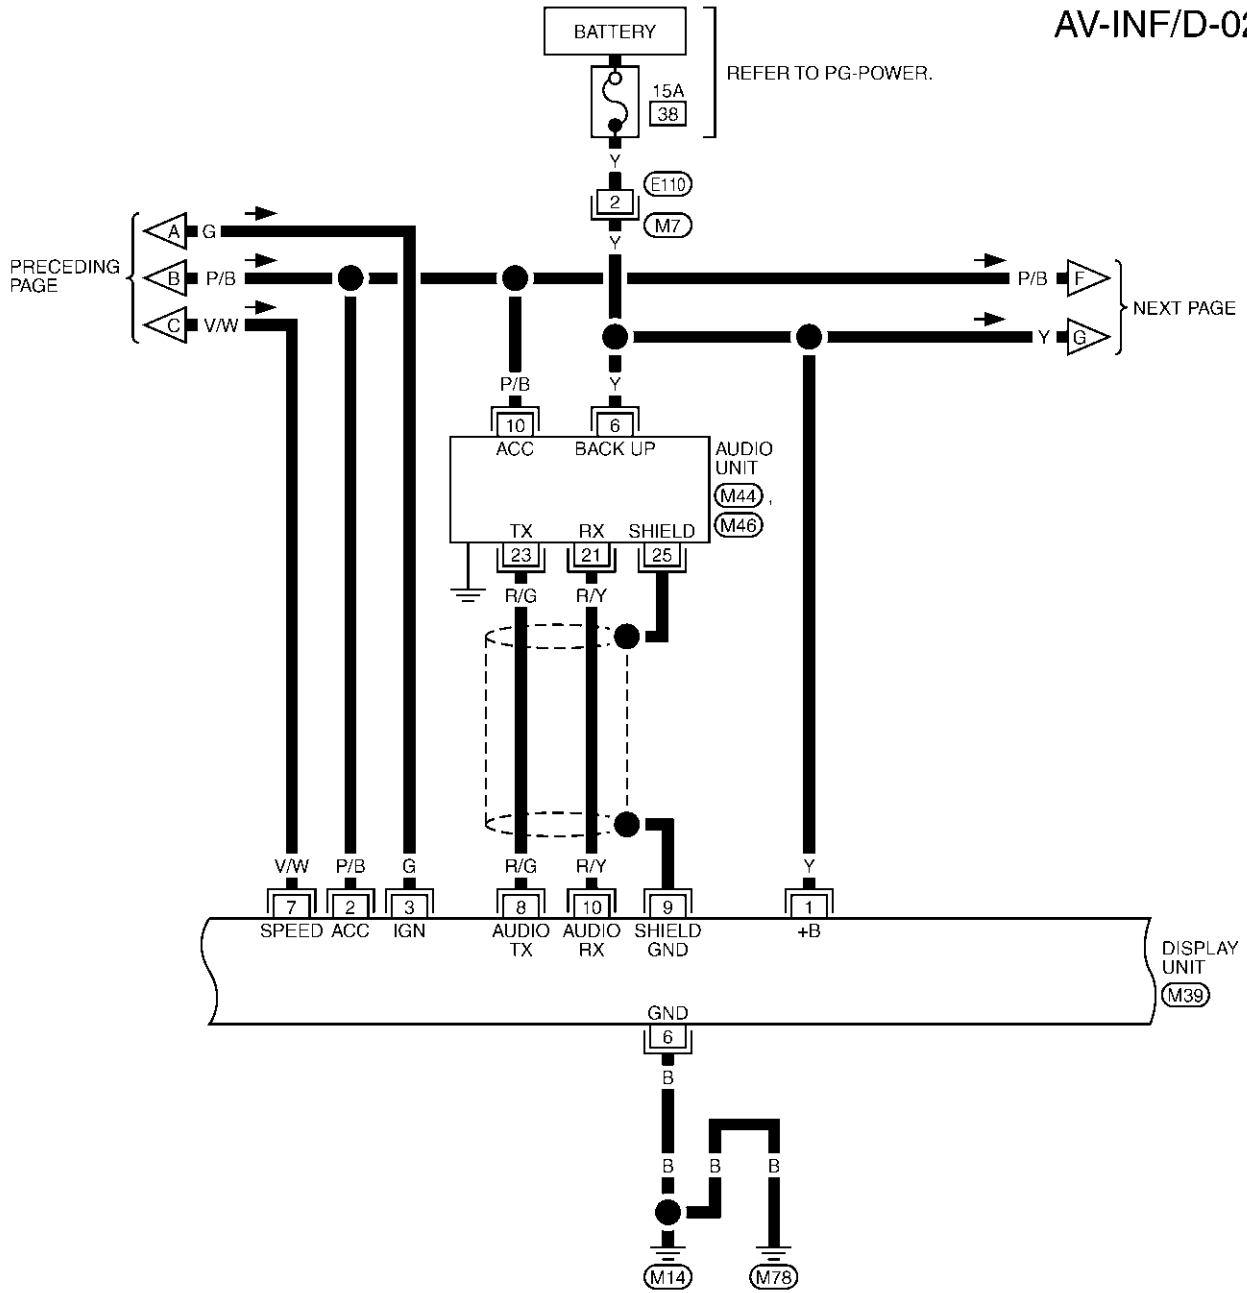 AV-INF/D-02
BATTERY
REFER TO PG-POWER.
15A
38
Y
E110
2
M7
Y
PRECEDING
PAGE
A G
B P/B
C V/W
P/B F
Y G
NEXT PAGE
P/B Y
10 6
ACC BACK UP
AUDIO
UNIT
M44 ,
M46
TX RX SHIELD
23 21 25
R/G R/Y
V/W P/B G R/G R/Y Y
7 2 3 8 10 9 1
SPEED ACC IGN AUDIO TX AUDIO RX SHIELD GND +B
DISPLAY
UNIT
M39
GND
6
B
B B B
M14 M78